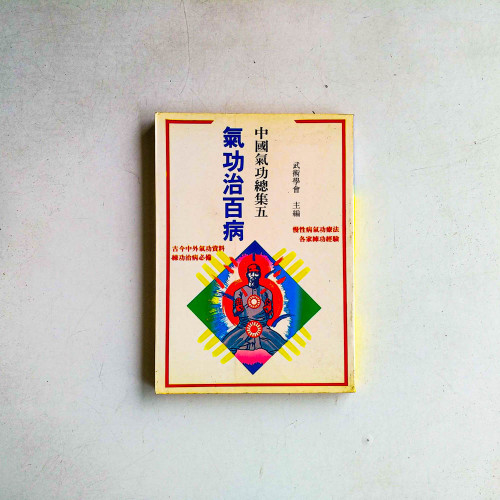 中國氣功總集五
氣功治百病
武術學會 主編
慢性病氣功療法
各家練功經驗
古今中外氣功資料
練功治病必備